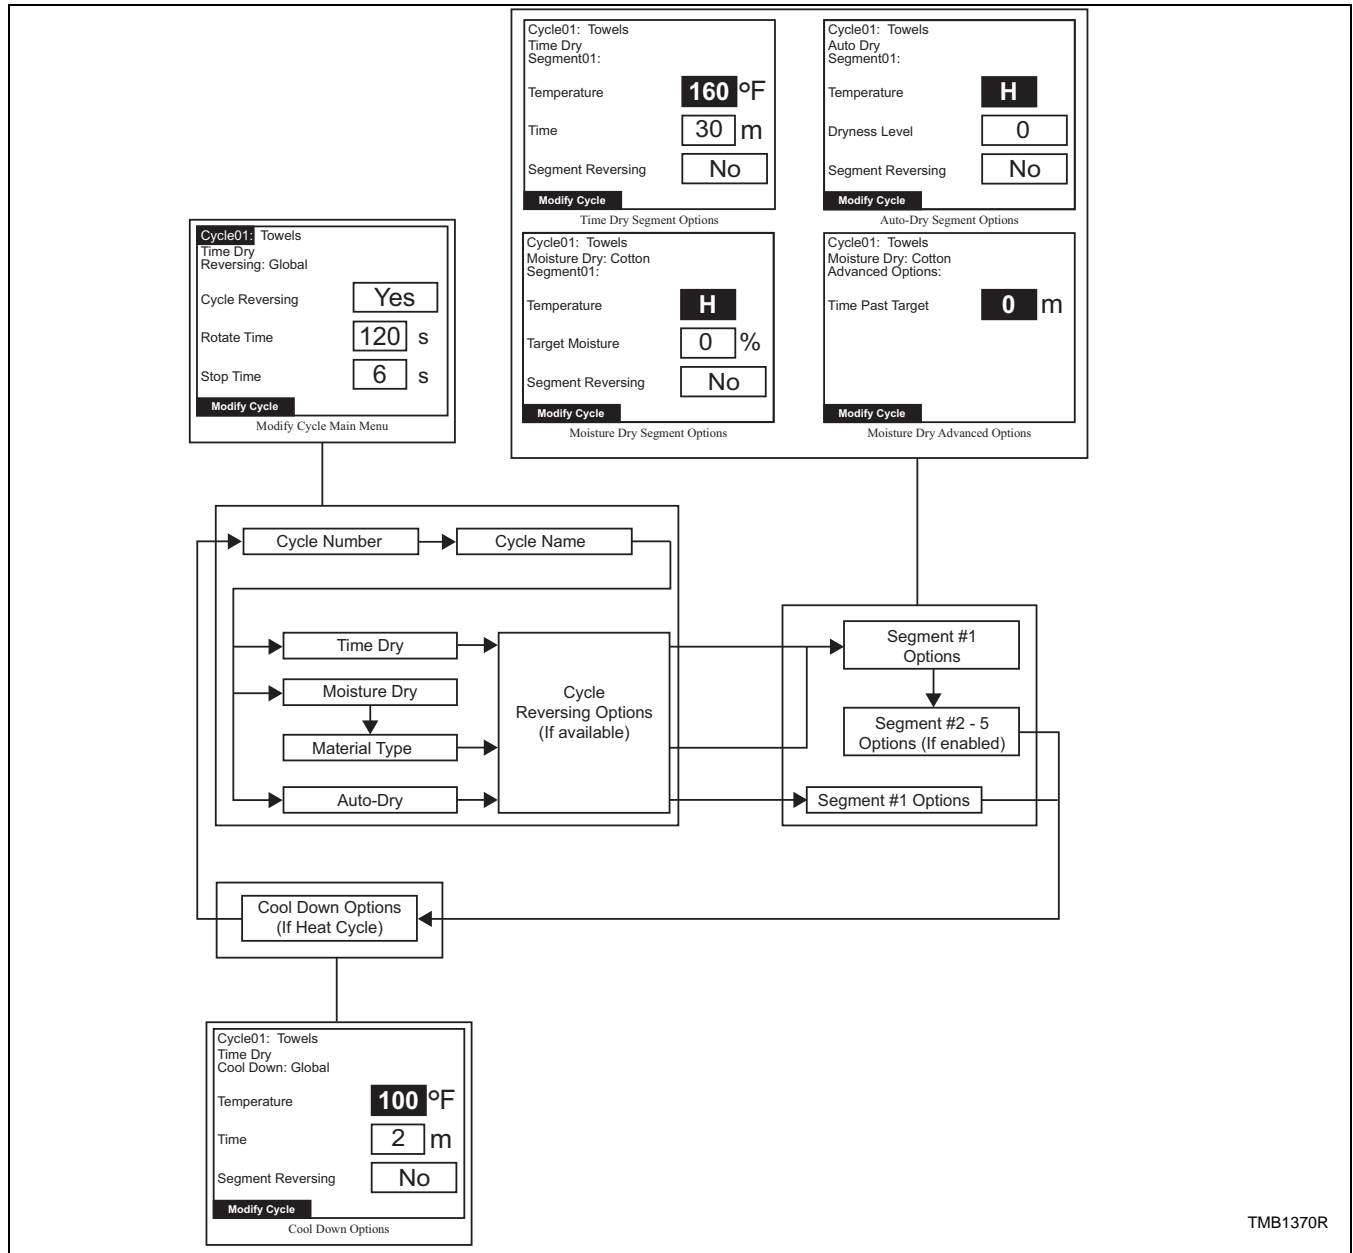 Cycle01: Towels
Time Dry
Segment01:
Temperature 160 °F
Time 30 m
Segment Reversing No
Modify Cycle
Time Dry Segment Options
Cycle01: Towels
Auto Dry
Segment01:
Temperature H
Dryness Level 0
Segment Reversing No
Modify Cycle
Auto-Dry Segment Options
Cycle01: Towels
Moisture Dry: Cotton
Segment01:
Temperature H
Target Moisture 0 %
Segment Reversing No
Modify Cycle
Moisture Dry Segment Options
Cycle01: Towels
Moisture Dry: Cotton
Advanced Options:
Time Past Target 0 m
Modify Cycle
Moisture Dry Advanced Options
Cycle01: Towels
Time Dry
Reversing: Global
Cycle Reversing Yes
Rotate Time 120 s
Stop Time 6 s
Modify Cycle
Modify Cycle Main Menu
Cycle Number
Cycle Name
Time Dry
Moisture Dry
Material Type
Auto-Dry
Cycle
Reversing Options
(If available)
Segment #1
Options
Segment #2 - 5
Options (If enabled)
Segment #1 Options
Cool Down Options
(If Heat Cycle)
Cycle01: Towels
Time Dry
Cool Down: Global
Temperature 100 °F
Time 2 m
Segment Reversing No
Modify Cycle
Cool Down Options
TMB1370R